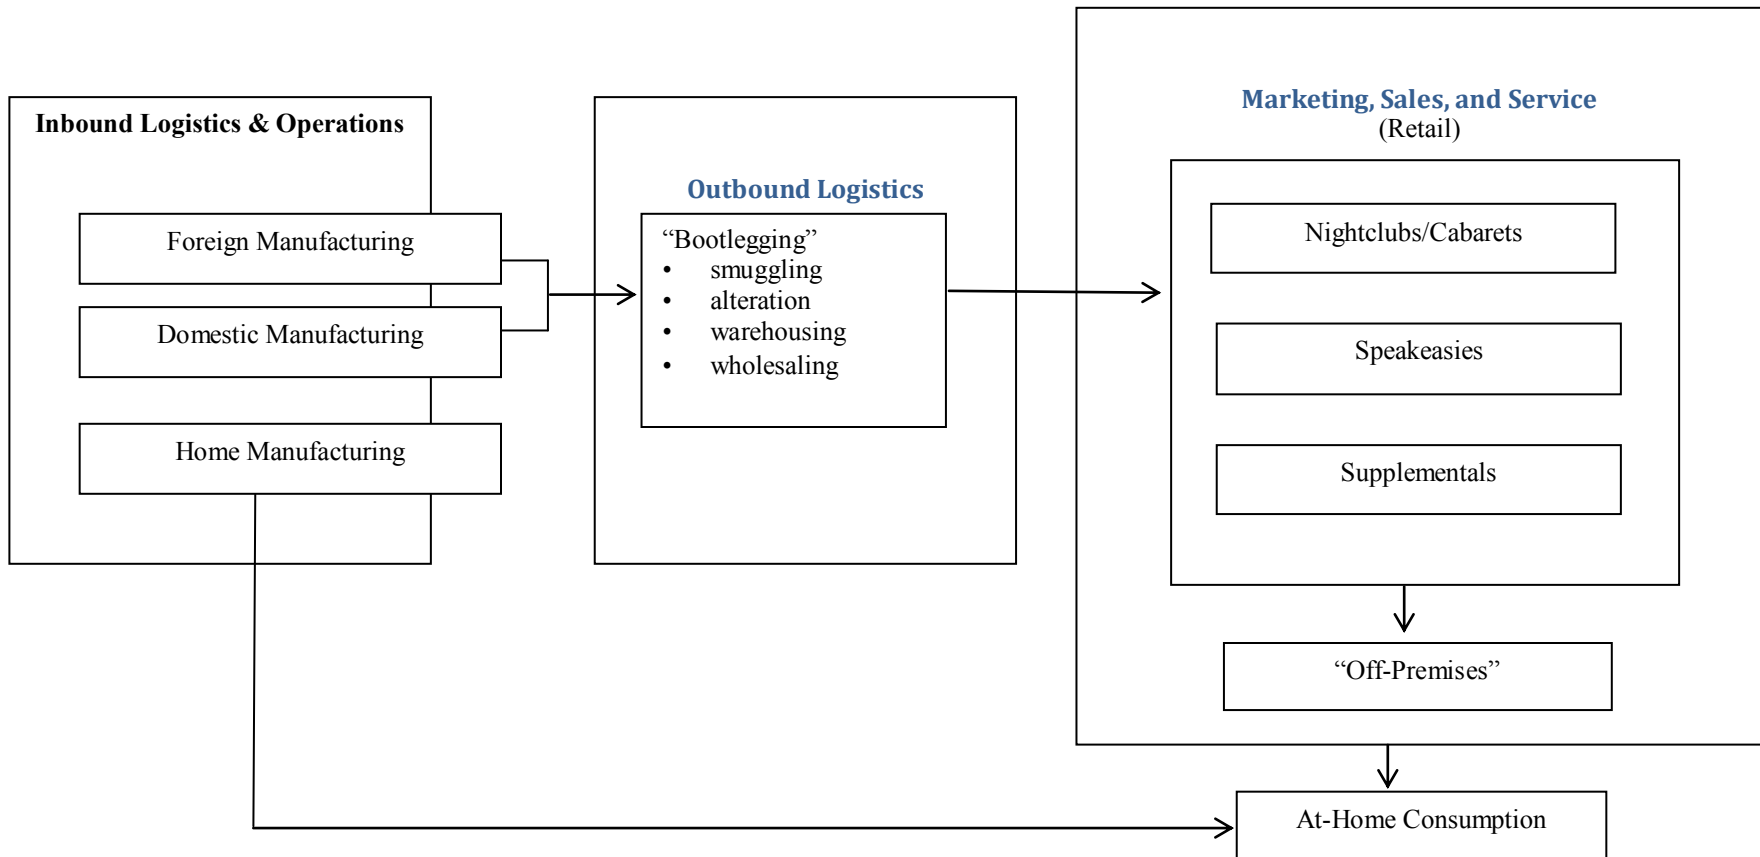 Inbound Logistics & Operations
Foreign Manufacturing
Domestic Manufacturing
Home Manufacturing
Outbound Logistics
“Bootlegging”
• smuggling
• alteration
• warehousing
• wholesaling
Marketing, Sales, and Service
(Retail)
Nightclubs/Cabarets
Speakeasies
Supplementals
“Off-Premises”
At-Home Consumption